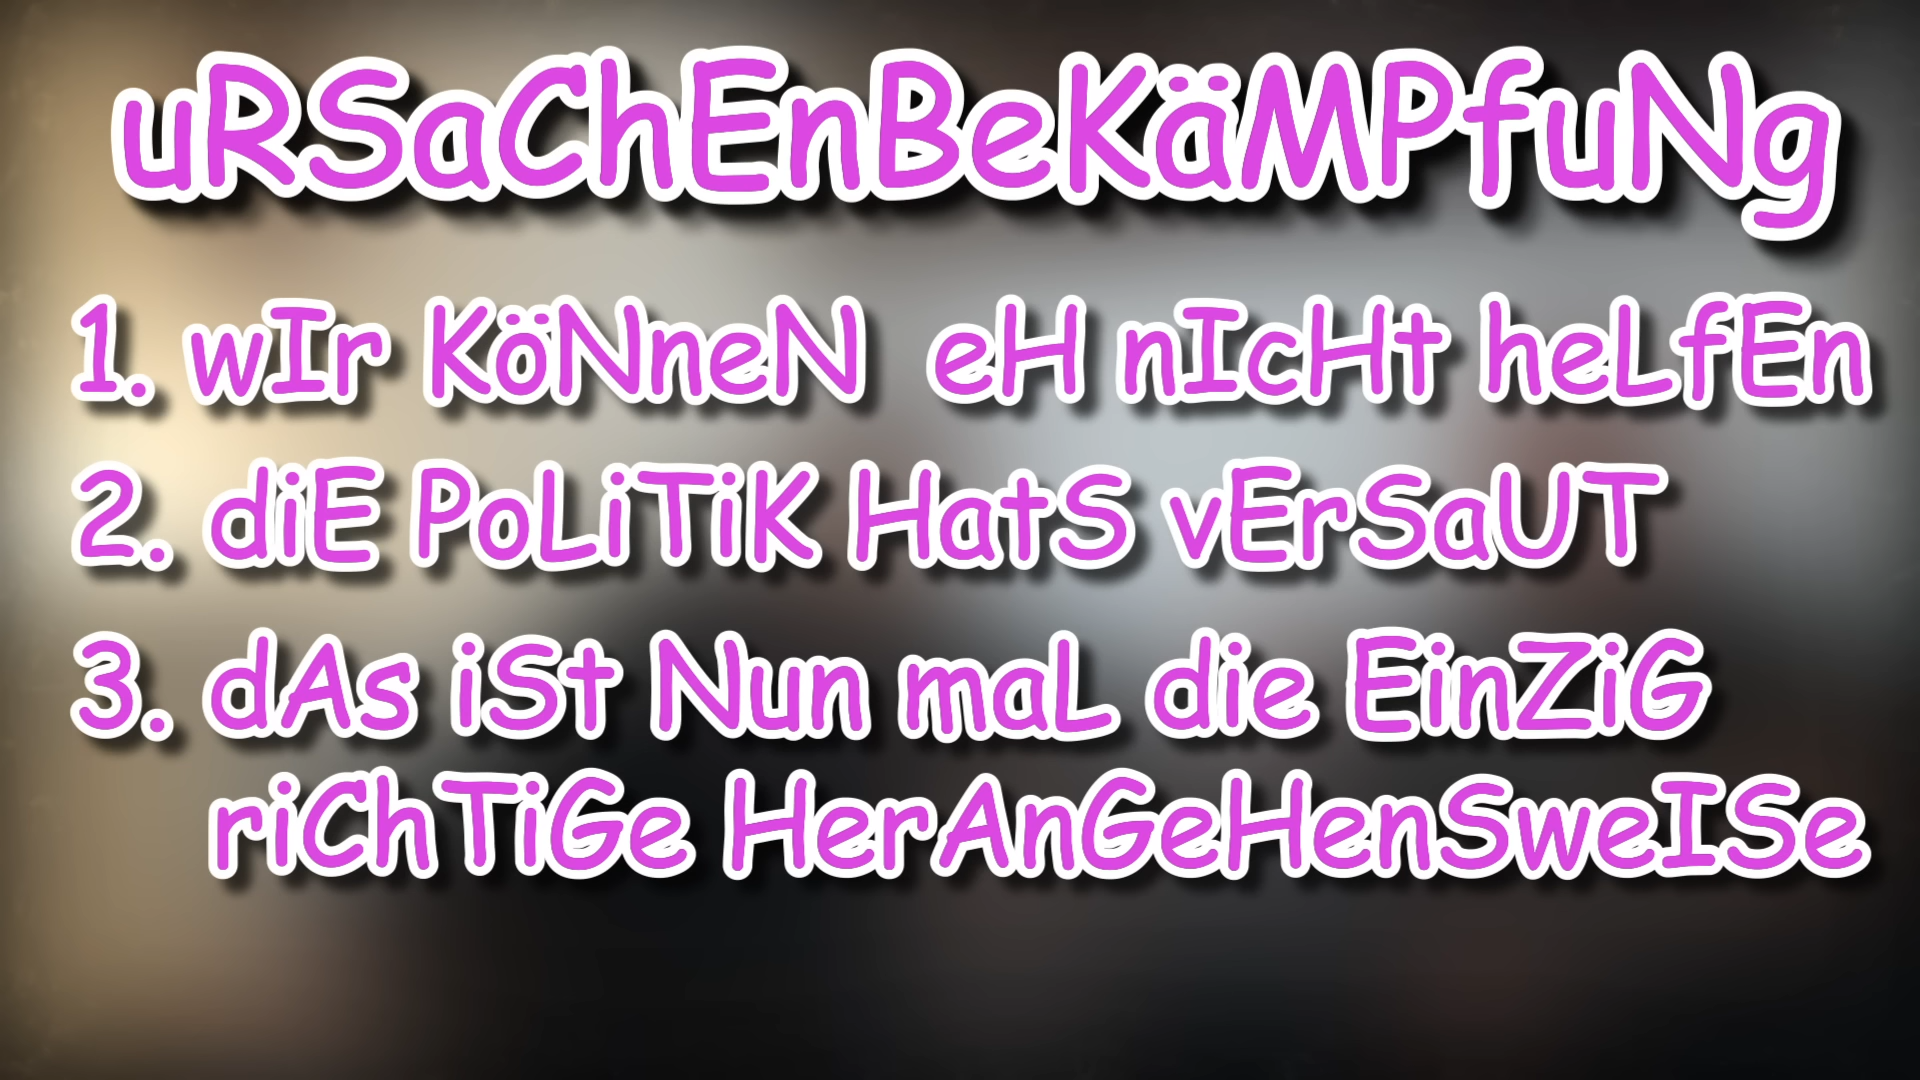 uRSaChEnBeKäMPfuNg
1. wIr KöNneN eH nIcHt heLfEn
2. diE PoLiTiK HatS vErSaUT
3. dAs iSt Nun maL die EinZiG
riChTiGe HerAnGeHenSweISe